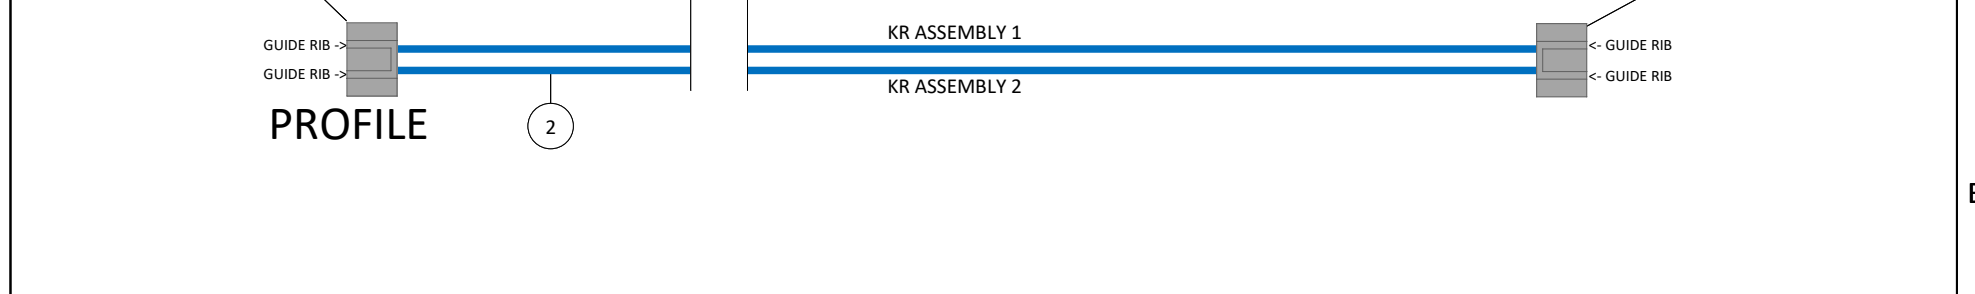 KR ASSEMBLY 1
GUIDE RIB ->
<- GUIDE RIB
GUIDE RIB ->
<- GUIDE RIB
KR ASSEMBLY 2
PROFILE
2